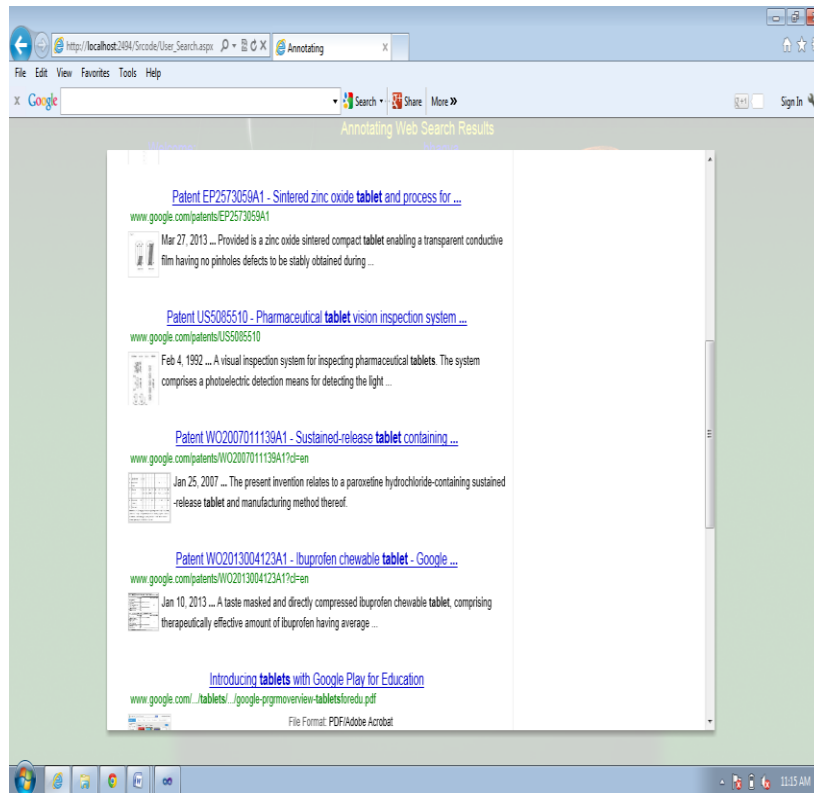 http://localhost:2494/Srcode/User_Search.aspx
Annotating
File Edit View Favorites Tools Help
x Google Search Share More » Sign In
Annotating Web Search Results
Patent EP2573059A1 - Sintered zinc oxide tablet and process for ...
www.google.com/patents/EP2573059A1
Mar 27, 2013 ... Provided is a zinc oxide sintered compact tablet enabling a transparent conductive
film having no pinholes defects to be stably obtained during ...
Patent US5085510 - Pharmaceutical tablet vision inspection system ...
www.google.com/patents/US5085510
Feb 4, 1992 ... A visual inspection system for inspecting pharmaceutical tablets. The system
comprises a photoelectric detection means for detecting the light ...
Patent WO2007011139A1 - Sustained-release tablet containing ...
www.google.com/patents/WO2007011139A1?cl=en
Jan 25, 2007 ... The present invention relates to a paroxetine hydrochloride-containing sustained
-release tablet and manufacturing method thereof.
Patent WO2013004123A1 - Ibuprofen chewable tablet - Google ...
www.google.com/patents/WO2013004123A1?cl=en
Jan 10, 2013 ... A taste masked and directly compressed ibuprofen chewable tablet, comprising
therapeutically effective amount of ibuprofen having average ...
Introducing tablets with Google Play for Education
www.google.com/.../tablets/.../google-prgrmoverview-tabletsforedu.pdf
File Format: PDF/Adobe Acrobat
11:15 AM